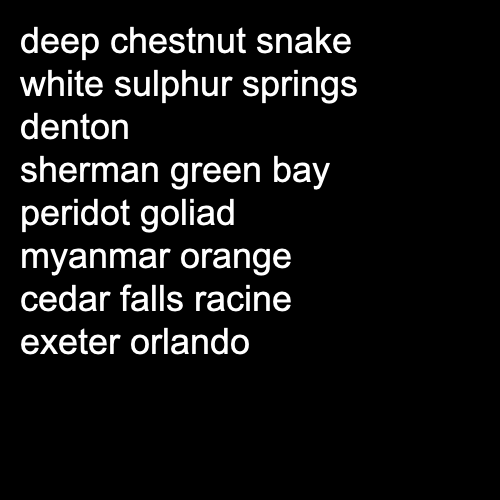 deep chestnut snake
white sulphur springs
denton
sherman green bay
peridot goliad
myanmar orange
cedar falls racine
exeter orlando